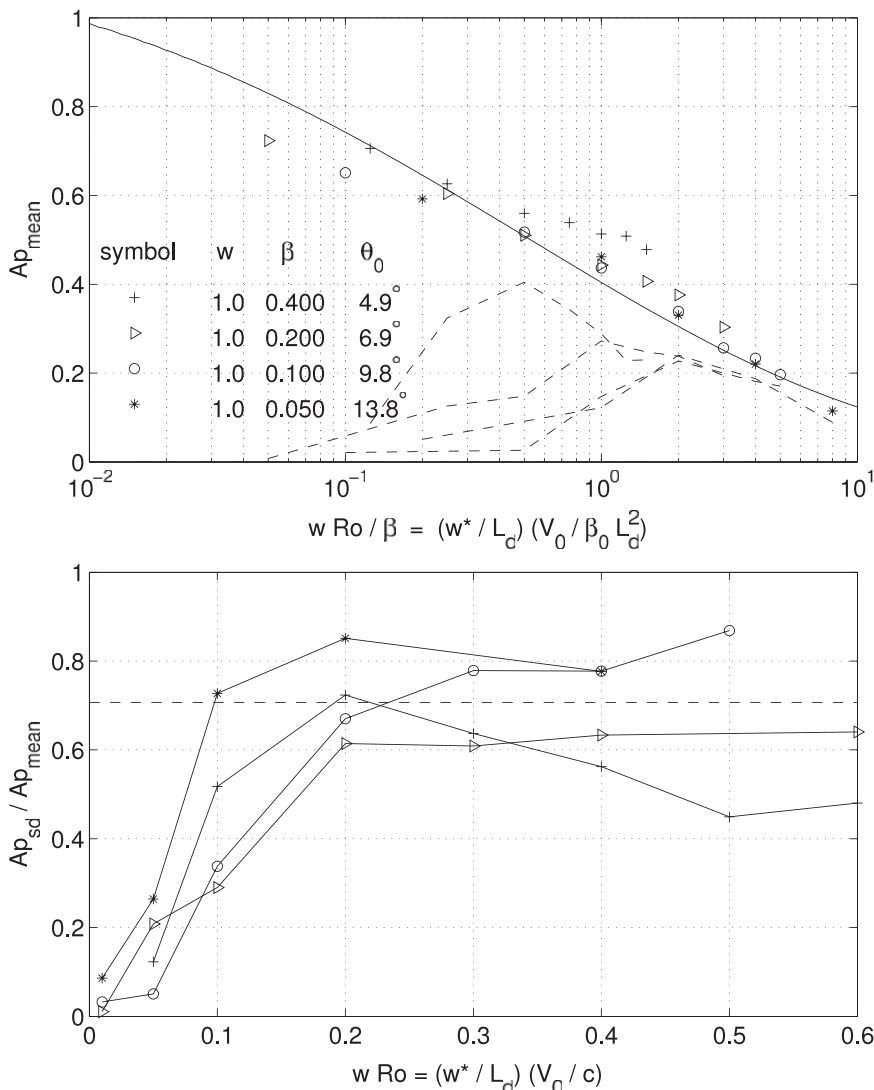 1
0.8
0.6
0.4
0.2
0
Ap_mean
symbol w β θ_0
+ 1.0 0.400 4.9°
▷ 1.0 0.200 6.9°
○ 1.0 0.100 9.8°
* 1.0 0.050 13.8°
10^-2 10^-1 10^0 10^1
w Ro / β = (w* / L_d) (V_0 / β_0 L_d^2)
1
0.8
0.6
0.4
0.2
0
Ap_sd / Ap_mean
0 0.1 0.2 0.3 0.4 0.5 0.6
w Ro = (w* / L_d) (V_0 / c)